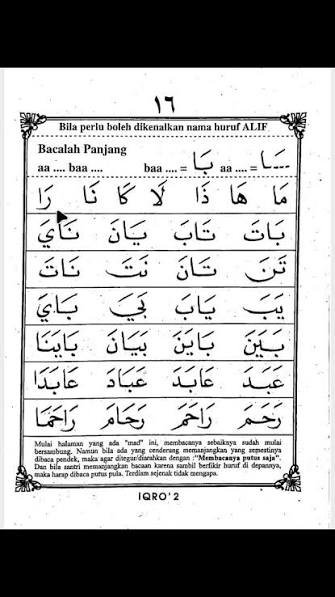 ١٦
Bila perlu boleh dikenalkan nama huruf ALIF
Bacalah Panjang
aa .... baa .... baa .... = بَا aa .... = ـَـا....
مَا هَا ذَا لَا كَا نَا رَا
بَاتَ تَابَ بَانَ نَايَ
تَنَ تَانَ نَتَ نَاتَ
يَبَ يَابَ بَيَ بَايَ
بَيَنَ بَايَنَ بَيَانَ بَايَنَا
عَبَدَ عَابَدَ عَبَادَ عَابَدَا
رَحَمَ رَاحَمَ رَحَامَ رَاحَمَا
Mulai halaman yang ada "mad" ini, membacanya sebaiknya sudah mulai
bersambung. Namun bila ada yang cenderung memanjangkan yang semestinya
dibaca pendek, maka agar ditegur/diarahkan dengan :"Membacanya putus saja".
Dan bila santri memanjangkan bacaan karena sambil berfikir huruf di depannya,
maka harap dibaca putus pula. Terdiam sejenak tidak mengapa.
IQRO' 2